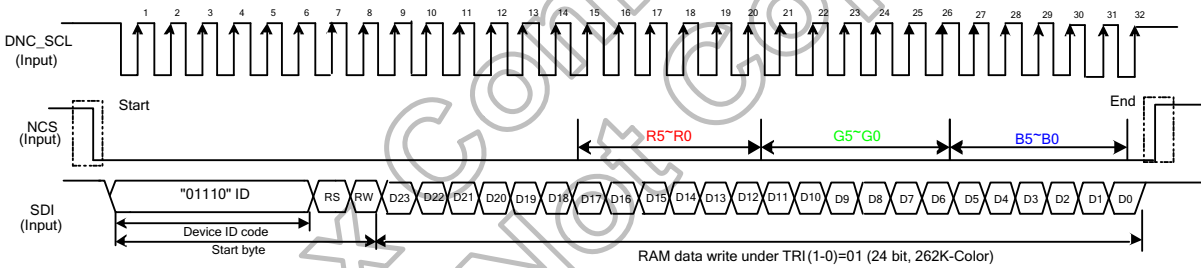 1 2 3 4 5 6 7 8 9 10 11 12 13 14 15 16 17 18 19 20 21 22 23 24 25 26 27 28 29 30 31 32
DNC_SCL
(Input)
Start
End
NCS
(Input)
R5~R0
G5~G0
B5~B0
SDI
(Input)
"01110" ID
RS RW D23 D22 D21 D20 D19 D18 D17 D16 D15 D14 D13 D12 D11 D10 D9 D8 D7 D6 D5 D4 D3 D2 D1 D0
Device ID code
Start byte
RAM data write under TRI(1-0)=01 (24 bit, 262K-Color)